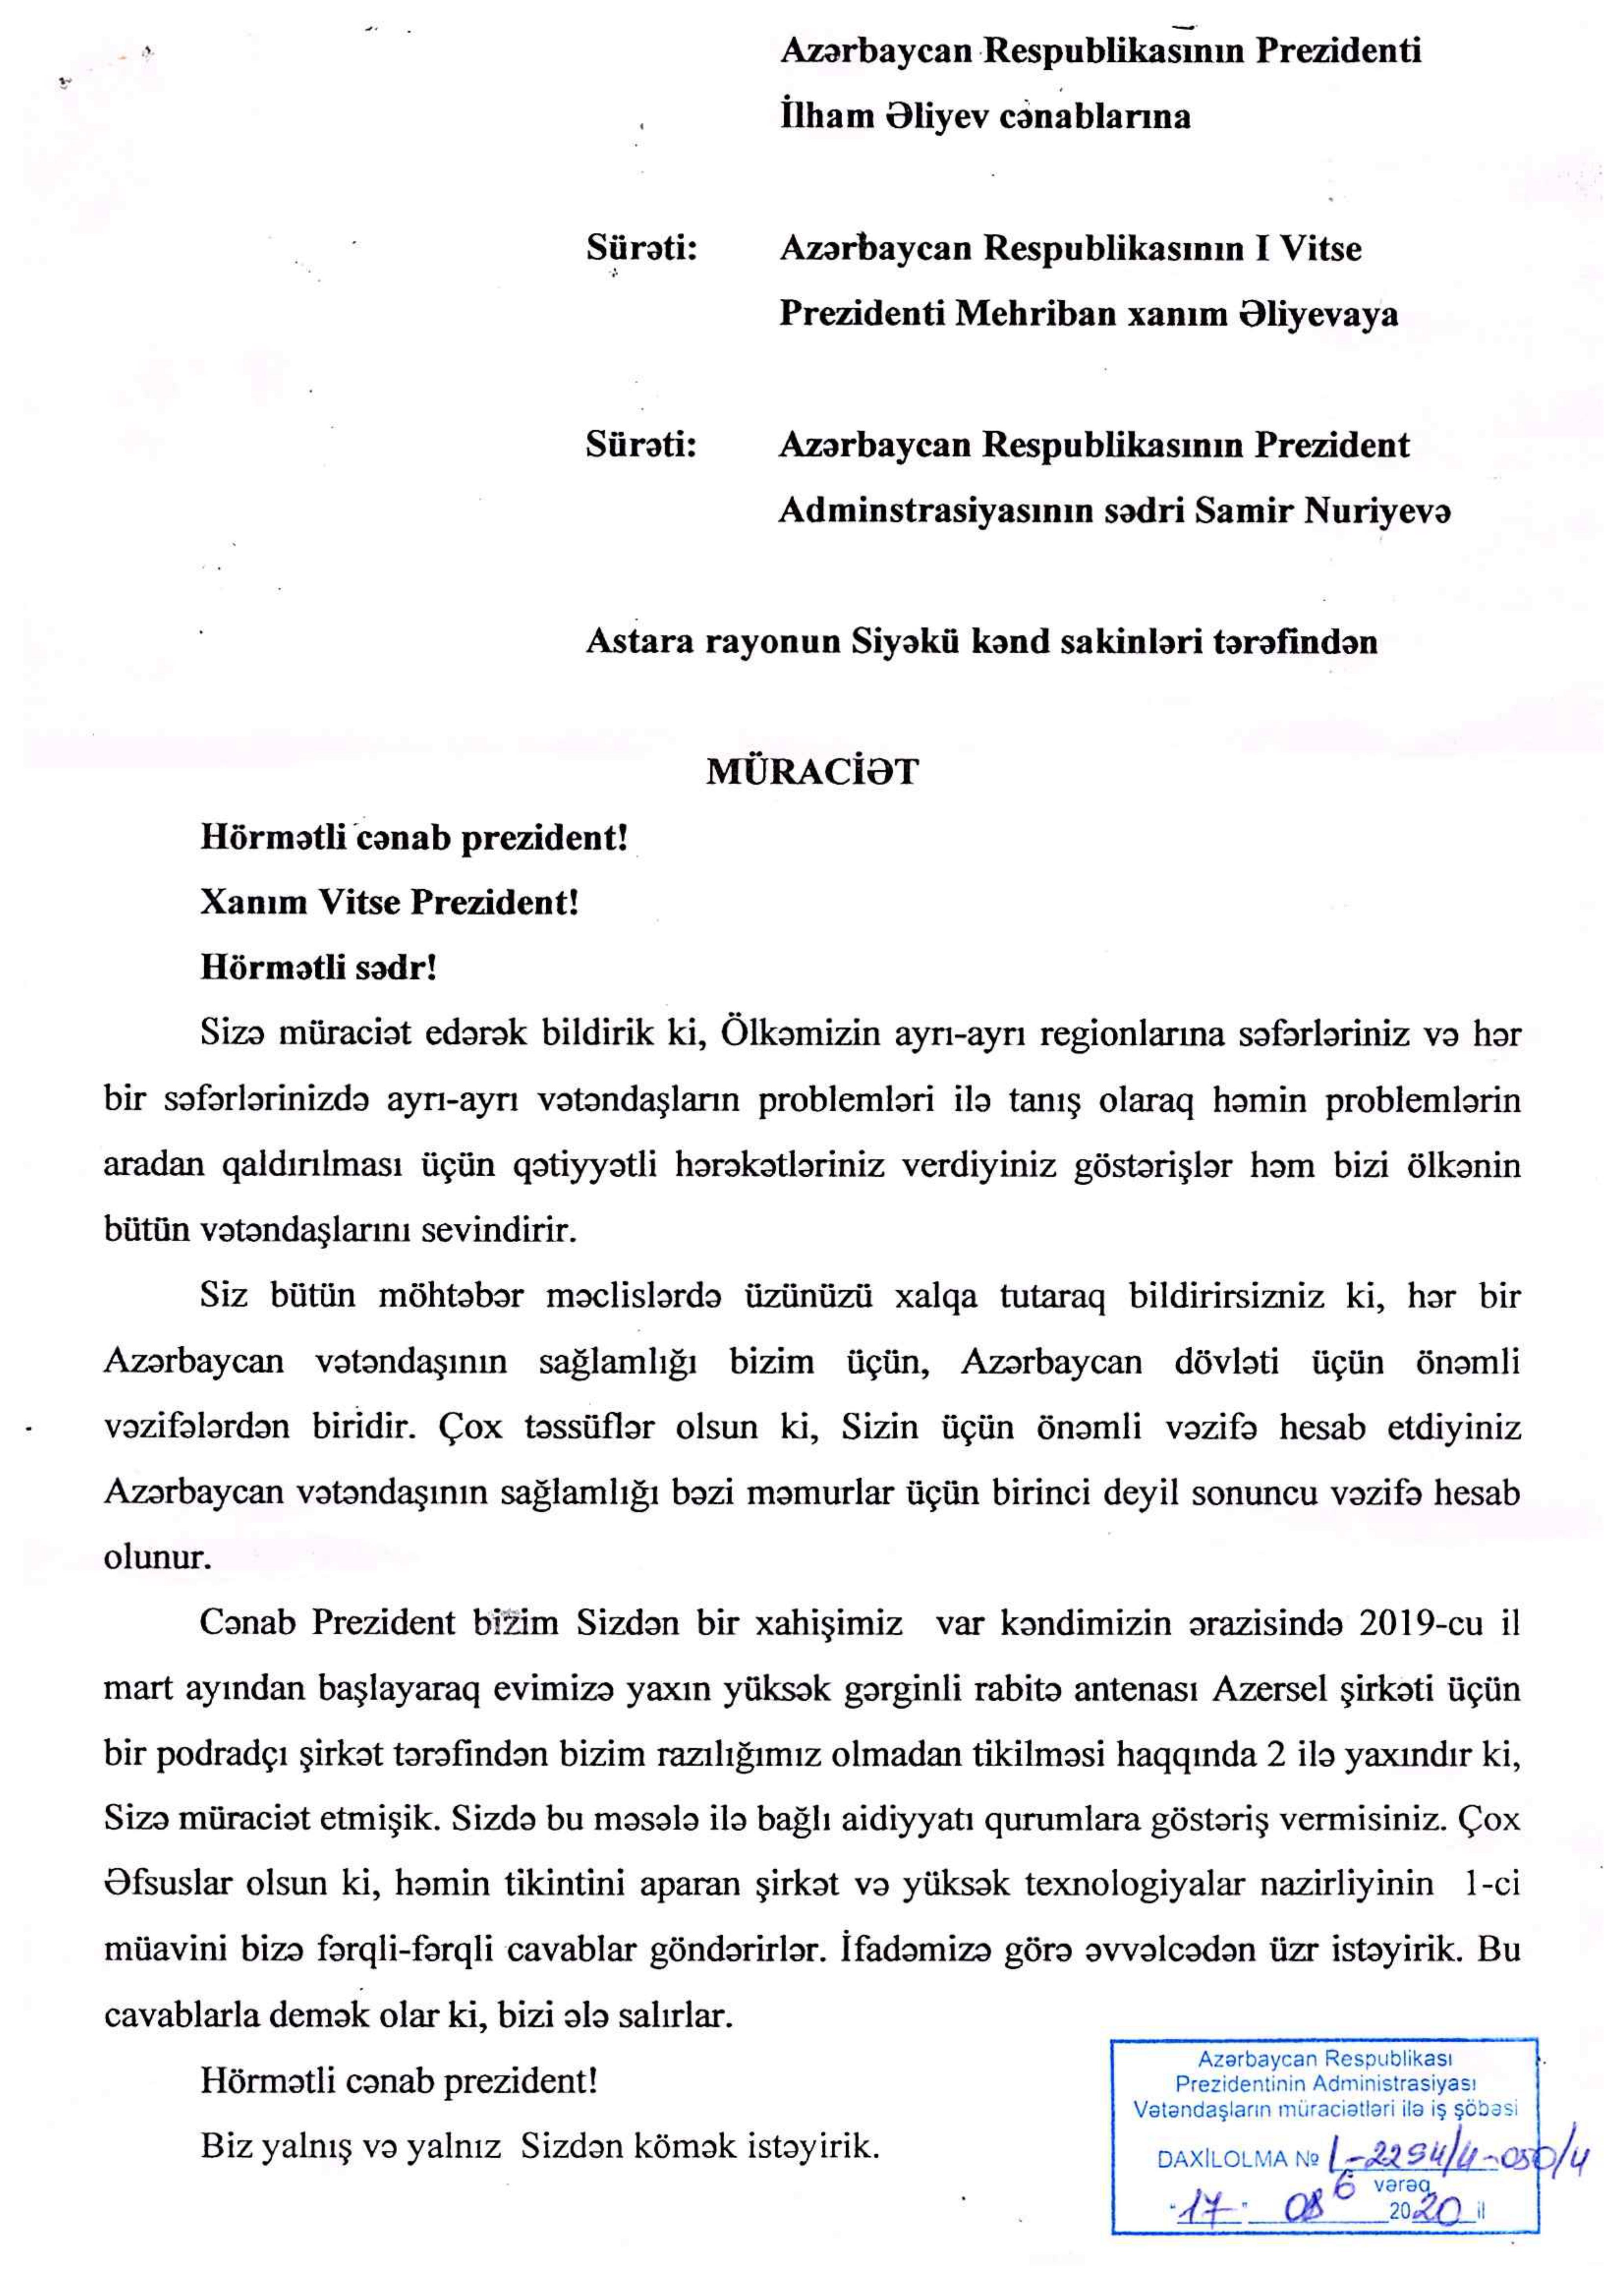 Azərbaycan Respublikasının Prezidenti
İlham Əliyev cənablarına
Sürəti: Azərbaycan Respublikasının I Vitse
Prezidenti Mehriban xanım Əliyevaya
Sürəti: Azərbaycan Respublikasının Prezident
Adminstrasiyasının sədri Samir Nuriyevə
Astara rayonun Siyəkü kənd sakinləri tərəfindən
MÜRACİƏT
Hörmətli cənab prezident!
Xanım Vitse Prezident!
Hörmətli sədr!
Sizə müraciət edərək bildirik ki, Ölkəmizin ayrı-ayrı regionlarına səfərləriniz və hər
bir səfərlərinizdə ayrı-ayrı vətəndaşların problemləri ilə tanış olaraq həmin problemlərin
aradan qaldırılması üçün qətiyyətli hərəkətləriniz verdiyiniz göstərişlər həm bizi ölkənin
bütün vətəndaşlarını sevindirir.
Siz bütün möhtəbər məclislərdə üzünüzü xalqa tutaraq bildirirsizniz ki, hər bir
Azərbaycan vətəndaşının sağlamlığı bizim üçün, Azərbaycan dövləti üçün önəmli
vəzifələrdən biridir. Çox təssüflər olsun ki, Sizin üçün önəmli vəzifə hesab etdiyiniz
Azərbaycan vətəndaşının sağlamlığı bəzi məmurlar üçün birinci deyil sonuncu vəzifə hesab
olunur.
Cənab Prezident bizim Sizdən bir xahişimiz var kəndimizin ərazisində 2019-cu il
mart ayından başlayaraq evimizə yaxın yüksək gərginli rabitə antenası Azersel şirkəti üçün
bir podradçı şirkət tərəfindən bizim razılığımız olmadan tikilməsi haqqında 2 ilə yaxındır ki,
Sizə müraciət etmişik. Sizdə bu məsələ ilə bağlı aidiyyatı qurumlara göstəriş vermisiniz. Çox
Əfsuslar olsun ki, həmin tikintini aparan şirkət və yüksək texnologiyalar nazirliyinin 1-ci
müavini bizə fərqli-fərqli cavablar göndərirlər. İfadəmizə görə əvvəlcədən üzr istəyirik. Bu
cavablarla demək olar ki, bizi ələ salırlar.
Hörmətli cənab prezident!
Biz yalnış və yalnız Sizdən kömək istəyirik.
Azərbaycan Respublikası
Prezidentinin Administrasiyası
Vətəndaşların müraciətləri ilə iş şöbəsi
DAXİLOLMA № L-2294/4-050/4
6 vərəq
"17" 08 2020 il